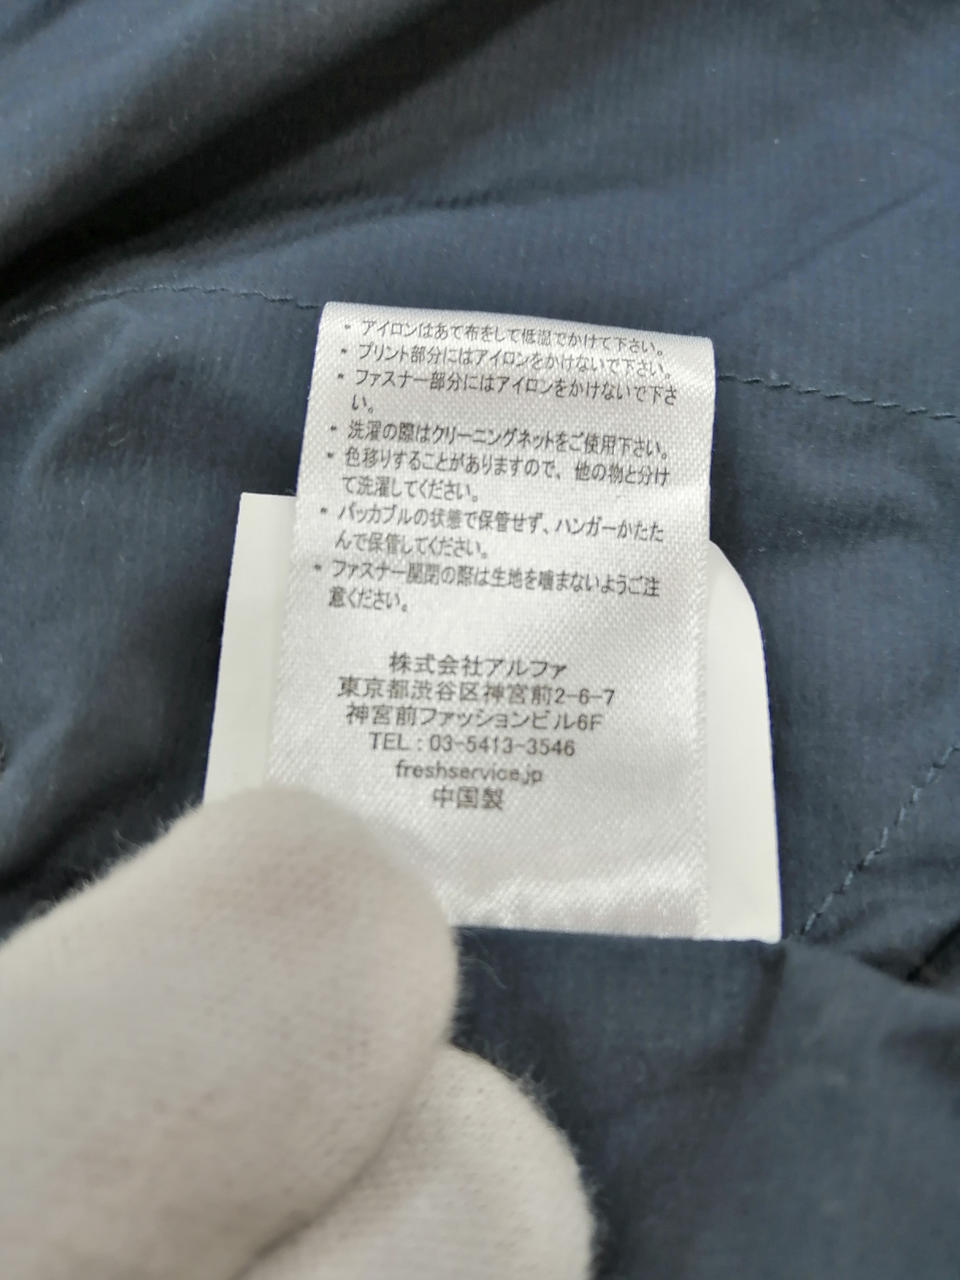 * アイロンはあて布をして低温でかけて下さい。
* プリント部分にはアイロンをかけないで下さい。
* ファスナー部分にはアイロンをかけないで下さ
い。
* 洗濯の際はクリーニングネットをご使用下さい。
* 色移りすることがありますので、他の物と分け
て洗濯してください。
* パッカブルの状態で保管せず、ハンガーかたた
んで保管してください。
* ファスナー開閉の際は生地を噛まないようご注
意ください。
株式会社アルファ
東京都渋谷区神宮前2-6-7
神宮前ファッションビル6F
TEL : 03-5413-3546
freshservice.jp
中国製